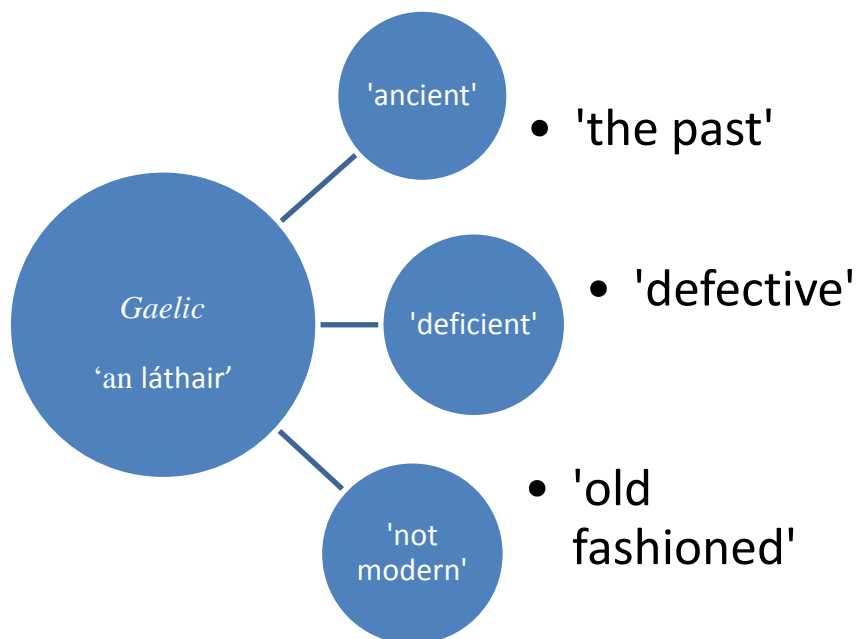 Gaelic
‘an láthair’
'ancient'
• 'the past'
'deficient'
• 'defective'
'not
modern'
• 'old
fashioned'